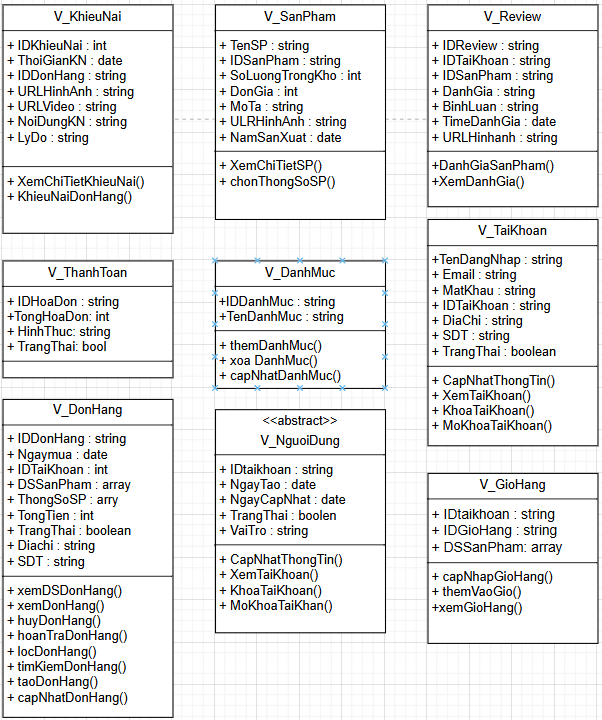 V_KhieuNai
+ IDKhieuNai : int
+ ThoiGianKN : date
+ IDDonHang : string
+ URLHinhAnh : string
+ URLVideo : string
+ NoiDungKN : string
+ LyDo : string
+ XemChiTietKhieuNai()
+ KhieuNaiDonHang()
V_SanPham
+ TenSP : string
+ IDSanPham : string
+ SoLuongTrongKho : int
+ DonGia : int
+ MoTa : string
+ ULRHinhAnh : string
+ NamSanXuat : date
+ XemChiTietSP()
+ chonThongSoSP()
V_Review
+ IDReview : string
+ IDTaiKhoan : string
+ IDSanPham : string
+ DanhGia : string
+ BinhLuan : string
+ TimeDanhGia : date
+ URLHinhanh : string
+DanhGiaSanPham()
+XemDanhGia()
V_ThanhToan
+ IDHoaDon : string
+TongHoaDon: int
+ HinhThuc: string
+ TrangThai: bool
V_DanhMuc
+IDDanhMuc : string
+TenDanhMuc : string
+ themDanhMuc()
+ xoa DanhMuc()
+ capNhatDanhMuc()
V_TaiKhoan
+TenDangNhap : string
+ Email : string
+ MatKhau : string
+ IDTaiKhoan : string
+ DiaChi : string
+ SDT : string
+ TrangThai : boolean
+ CapNhatThongTin()
+ XemTaiKhoan()
+ KhoaTaiKhoan()
+ MoKhoaTaiKhoan()
V_DonHang
+ IDDonHang : string
+ Ngaymua : date
+ IDTaiKhoan : int
+ DSSanPham : array
+ ThongSoSP : arry
+ TongTien : int
+ TrangThai : boolean
+ Diachi : string
+ SDT : string
+ xemDSDonHang()
+ xemDonHang()
+ huyDonHang()
+ hoanTraDonHang()
+ locDonHang()
+ timKiemDonHang()
+ taoDonHang()
+ capNhatDonHang()
<<abstract>>
V_NguoiDung
+ IDtaikhoan : string
+ NgayTao : date
+ NgayCapNhat : date
+ TrangThai : boolen
+ VaiTro : string
+ CapNhatThongTin()
+ XemTaiKhoan()
+ KhoaTaiKhoan()
+ MoKhoaTaiKhan()
V_GioHang
+ IDtaikhoan : string
+ IDGioHang : string
+ DSSanPham: array
+ capNhapGioHang()
+ themVaoGio()
+xemGioHang()